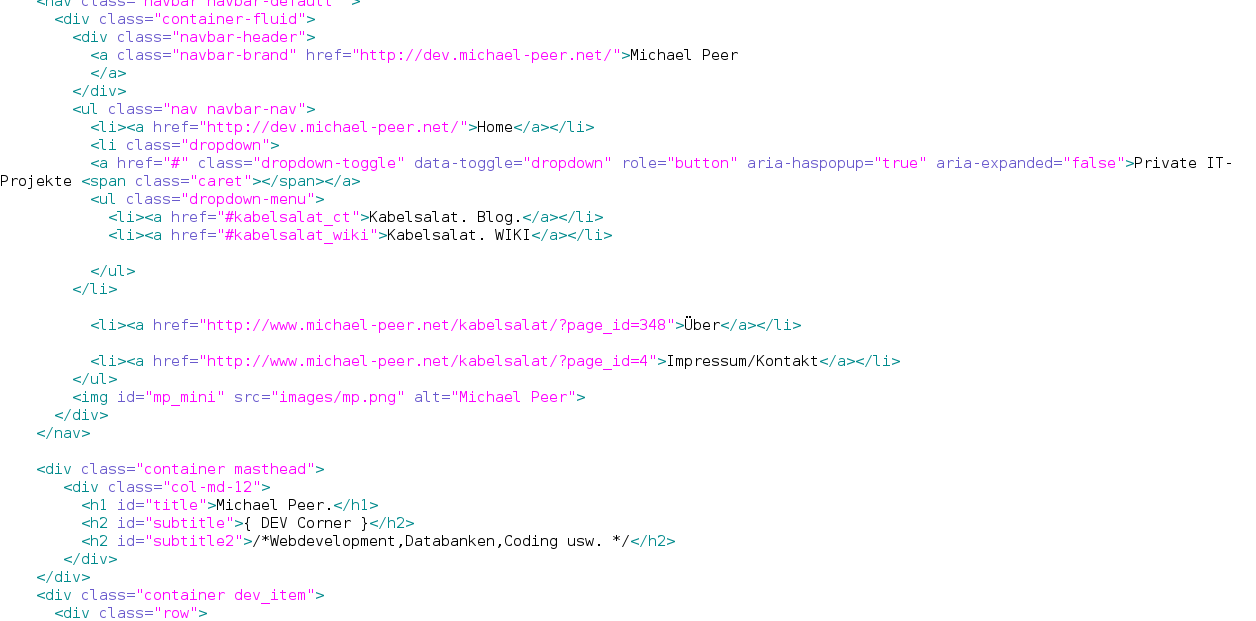 <nav class="navbar navbar-default ">
<div class="container-fluid">
<div class="navbar-header">
<a class="navbar-brand" href="http://dev.michael-peer.net/">Michael Peer
</a>
</div>
<ul class="nav navbar-nav">
<li><a href="http://dev.michael-peer.net/">Home</a></li>
<li class="dropdown">
<a href="#" class="dropdown-toggle" data-toggle="dropdown" role="button" aria-haspopup="true" aria-expanded="false">Private IT-
Projekte <span class="caret"></span></a>
<ul class="dropdown-menu">
<li><a href="#kabelsalat_ct">Kabelsalat. Blog.</a></li>
<li><a href="#kabelsalat_wiki">Kabelsalat. WIKI</a></li>
</ul>
</li>
<li><a href="http://www.michael-peer.net/kabelsalat/?page_id=348">Über</a></li>
<li><a href="http://www.michael-peer.net/kabelsalat/?page_id=4">Impressum/Kontakt</a></li>
</ul>
<img id="mp_mini" src="images/mp.png" alt="Michael Peer">
</div>
</nav>
<div class="container masthead">
<div class="col-md-12">
<h1 id="title">Michael Peer.</h1>
<h2 id="subtitle">{ DEV Corner }</h2>
<h2 id="subtitle2">/*Webdevelopment,Databanken,Coding usw. */</h2>
</div>
</div>
<div class="container dev_item">
<div class="row">